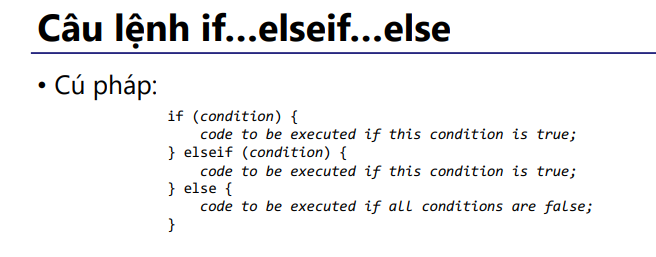 Câu lệnh if...elseif...else
• Cú pháp:
if (condition) {
code to be executed if this condition is true;
} elseif (condition) {
code to be executed if this condition is true;
} else {
code to be executed if all conditions are false;
}